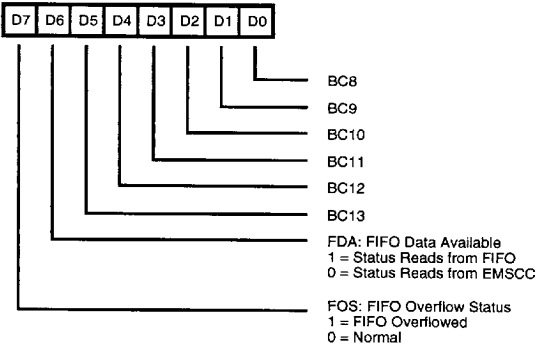 D7 D6 D5 D4 D3 D2 D1 D0
BC8
BC9
BC10
BC11
BC12
BC13
FDA: FIFO Data Available
1 = Status Reads from FIFO
0 = Status Reads from EMSCC
FOS: FIFO Overflow Status
1 = FIFO Overflowed
0 = Normal